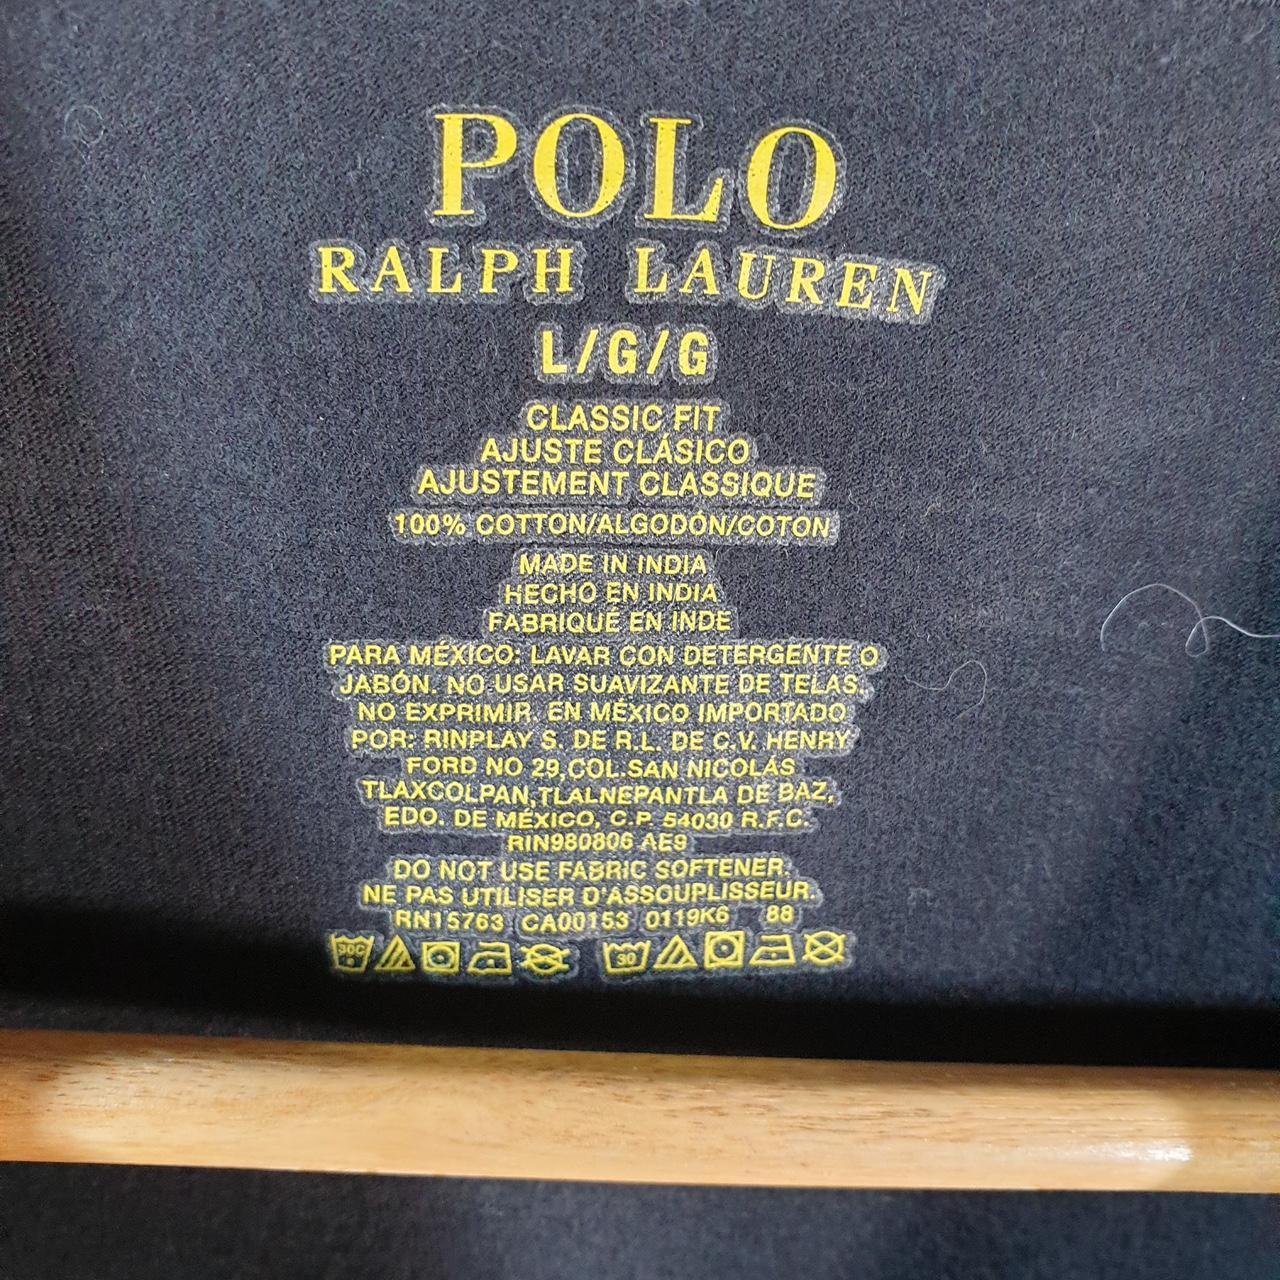 POLO
RALPH LAUREN
L/G/G
CLASSIC FIT
AJUSTE CLÁSICO
AJUSTEMENT CLASSIQUE
100% COTTON/ALGODÓN/COTON
MADE IN INDIA
HECHO EN INDIA
FABRIQUÉ EN INDE
PARA MÉXICO: LAVAR CON DETERGENTE O
JABÓN. NO USAR SUAVIZANTE DE TELAS.
NO EXPRIMIR. EN MÉXICO IMPORTADO
POR: RINPLAY S. DE R.L. DE C.V. HENRY
FORD NO 29,COL.SAN NICOLÁS
TLAXCOLPAN,TLALNEPANTLA DE BAZ,
EDO. DE MÉXICO, C.P. 54030 R.F.C.
RIN980806 AE9
DO NOT USE FABRIC SOFTENER.
NE PAS UTILISER D'ASSOUPLISSEUR.
RN15763 CA00153 0119K6 88
30C 30